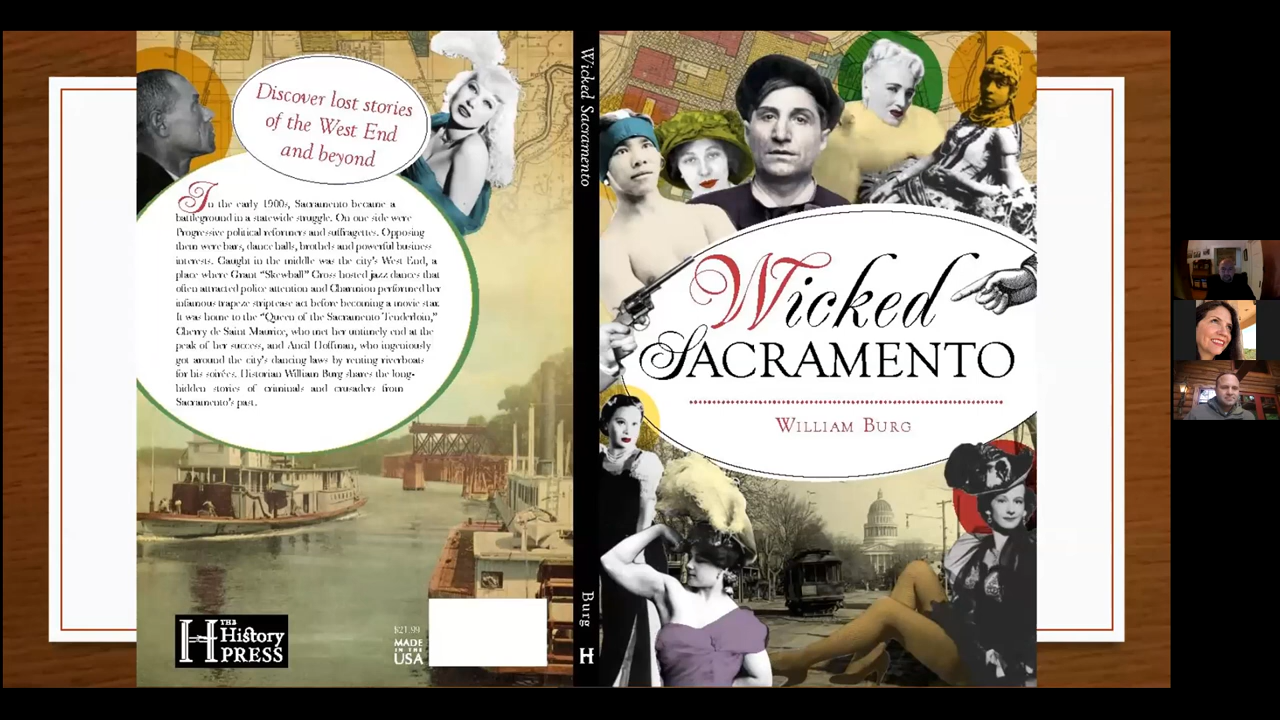 Discover lost stories
of the West End
and beyond
In the early 1900s, Sacramento became a
battleground in a statewide struggle. On one side were
Progressive political reformers and suffragettes. Opposing
them were bars, dance halls, brothels and powerful business
interests. Caught in the middle was the city's West End, a
place where Grant "Skewball" Cross hosted jazz dances that
often attracted police attention and Charmion performed her
infamous trapeze striptease act before becoming a movie star.
It was home to the "Queen of the Sacramento Tenderloin,"
Cherry de Saint Maurice, who met her untimely end at the
peak of her success, and Ancil Hoffman, who ingeniously
got around the city's dancing laws by renting riverboats
for his soirées. Historian William Burg shares the long-
hidden stories of criminals and crusaders from
Sacramento's past.
THE
History
PRESS
$21.99
MADE
IN THE
USA
Wicked Sacramento
Burg
H
Wicked
SACRAMENTO
WILLIAM BURG